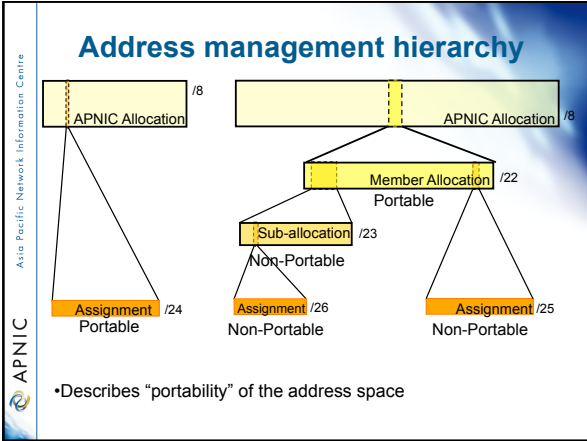 Address management hierarchy
Asia Pacific Network Information Centre
APNIC
/8
APNIC Allocation
APNIC Allocation
/8
Member Allocation
/22
Portable
Sub-allocation
/23
Non-Portable
Assignment
/24
Portable
Assignment
/26
Non-Portable
Assignment
/25
Non-Portable
•Describes “portability” of the address space